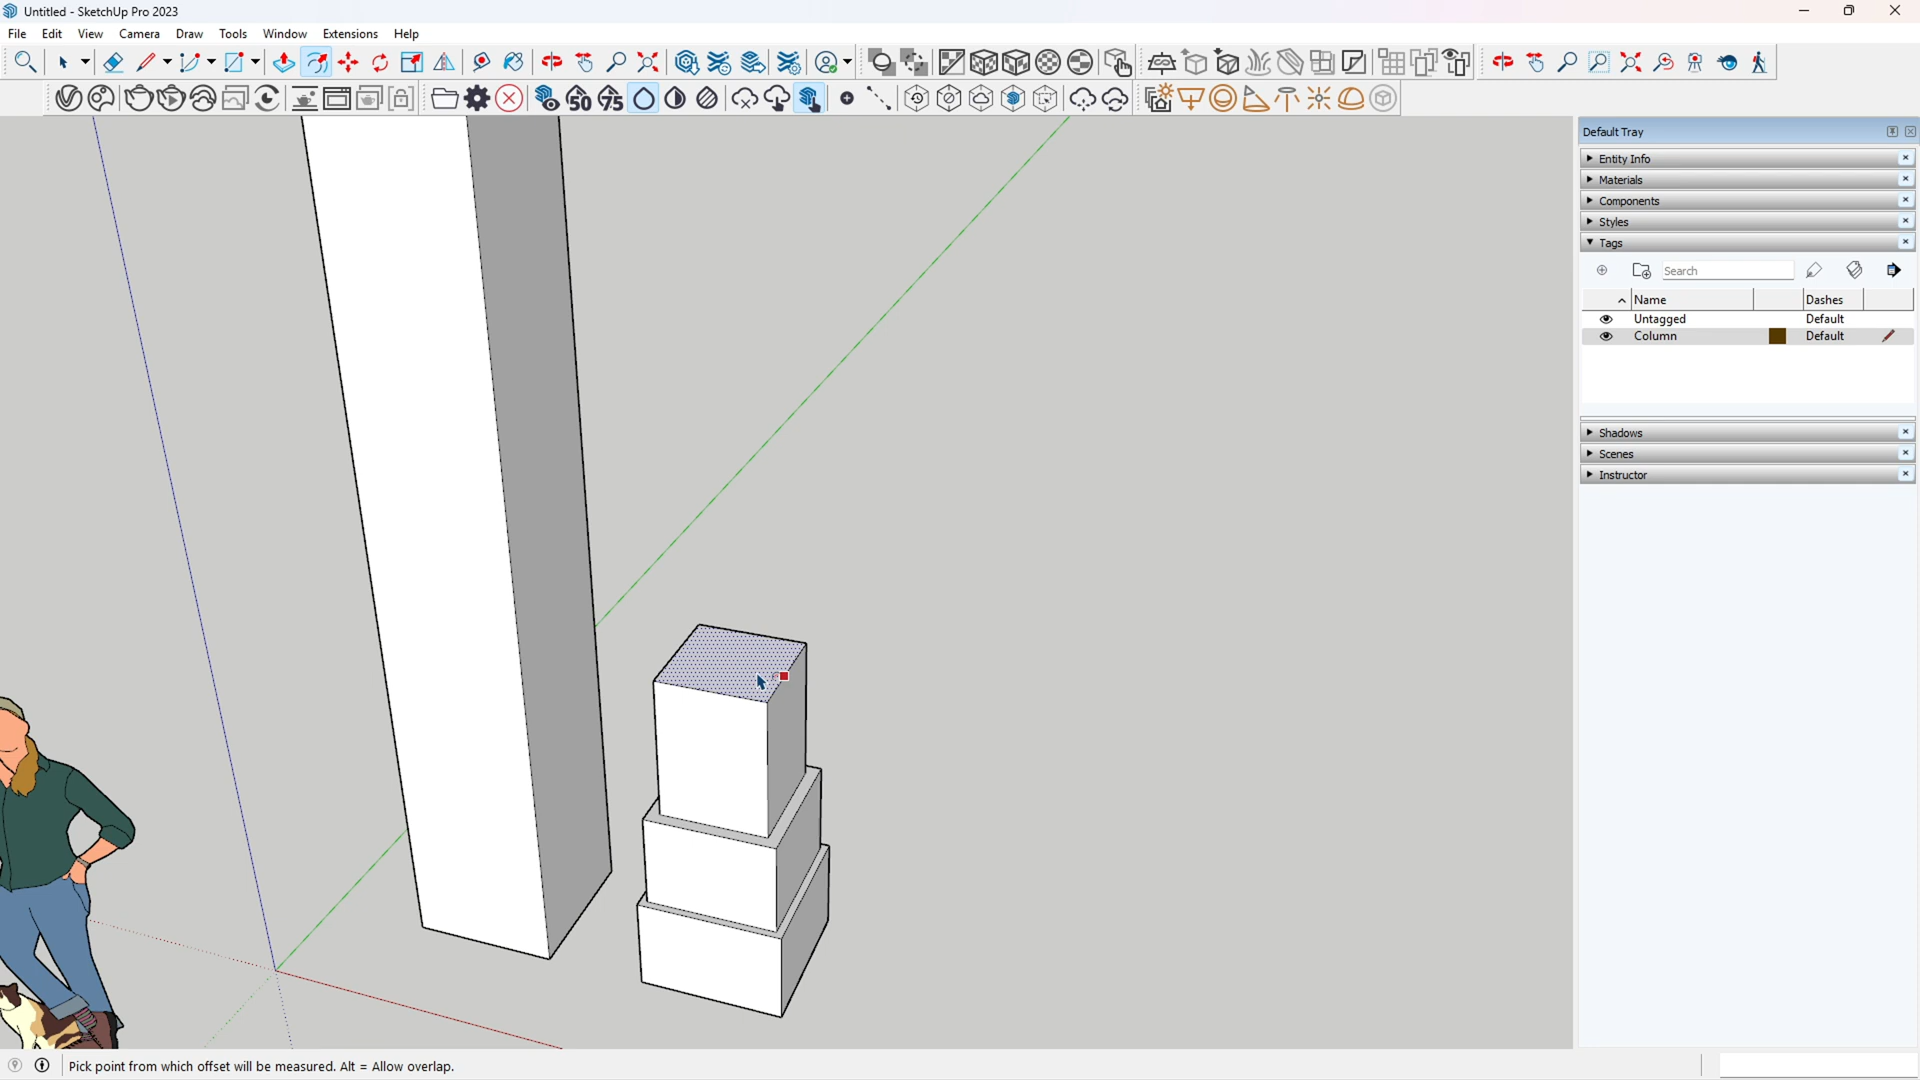 Untitled - SketchUp Pro 2023
File Edit View Camera Draw Tools Window Extensions Help
50 75
Default Tray
Entity Info
Materials
Components
Styles
Tags
Search
Name Dashes
Untagged Default
Column Default
Shadows
Scenes
Instructor
Pick point from which offset will be measured. Alt = Allow overlap.